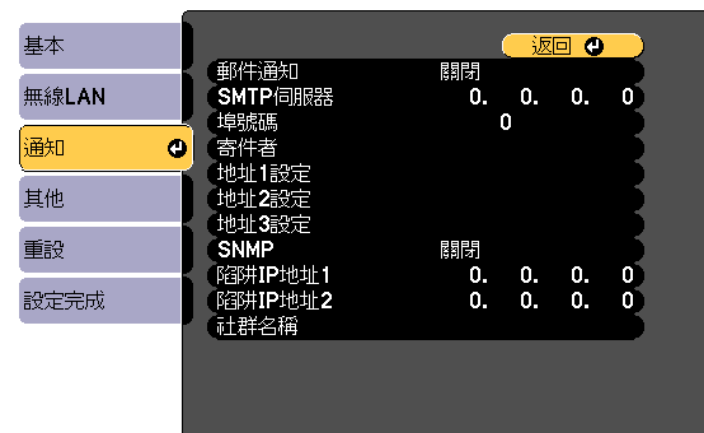 基本
無線LAN
通知
其他
重設
設定完成
返回
郵件通知 關閉
SMTP伺服器 0. 0. 0. 0
埠號碼 0
寄件者
地址1設定
地址2設定
地址3設定
SNMP 關閉
陷阱IP地址1 0. 0. 0. 0
陷阱IP地址2 0. 0. 0. 0
社群名稱